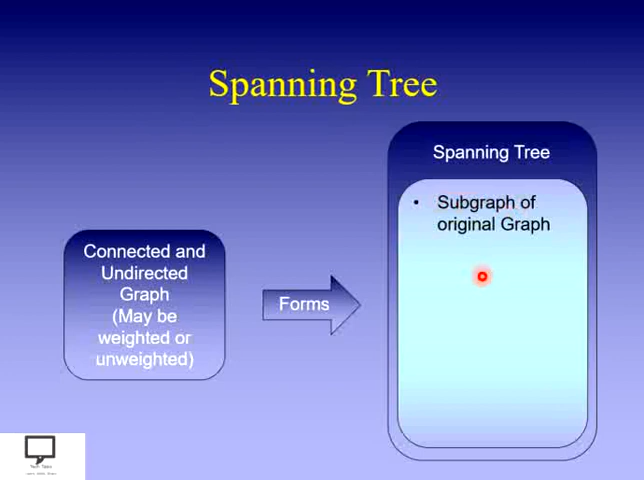 Spanning Tree
Connected and
Undirected
Graph
(May be
weighted or
unweighted)
Forms
Spanning Tree
• Subgraph of
original Graph